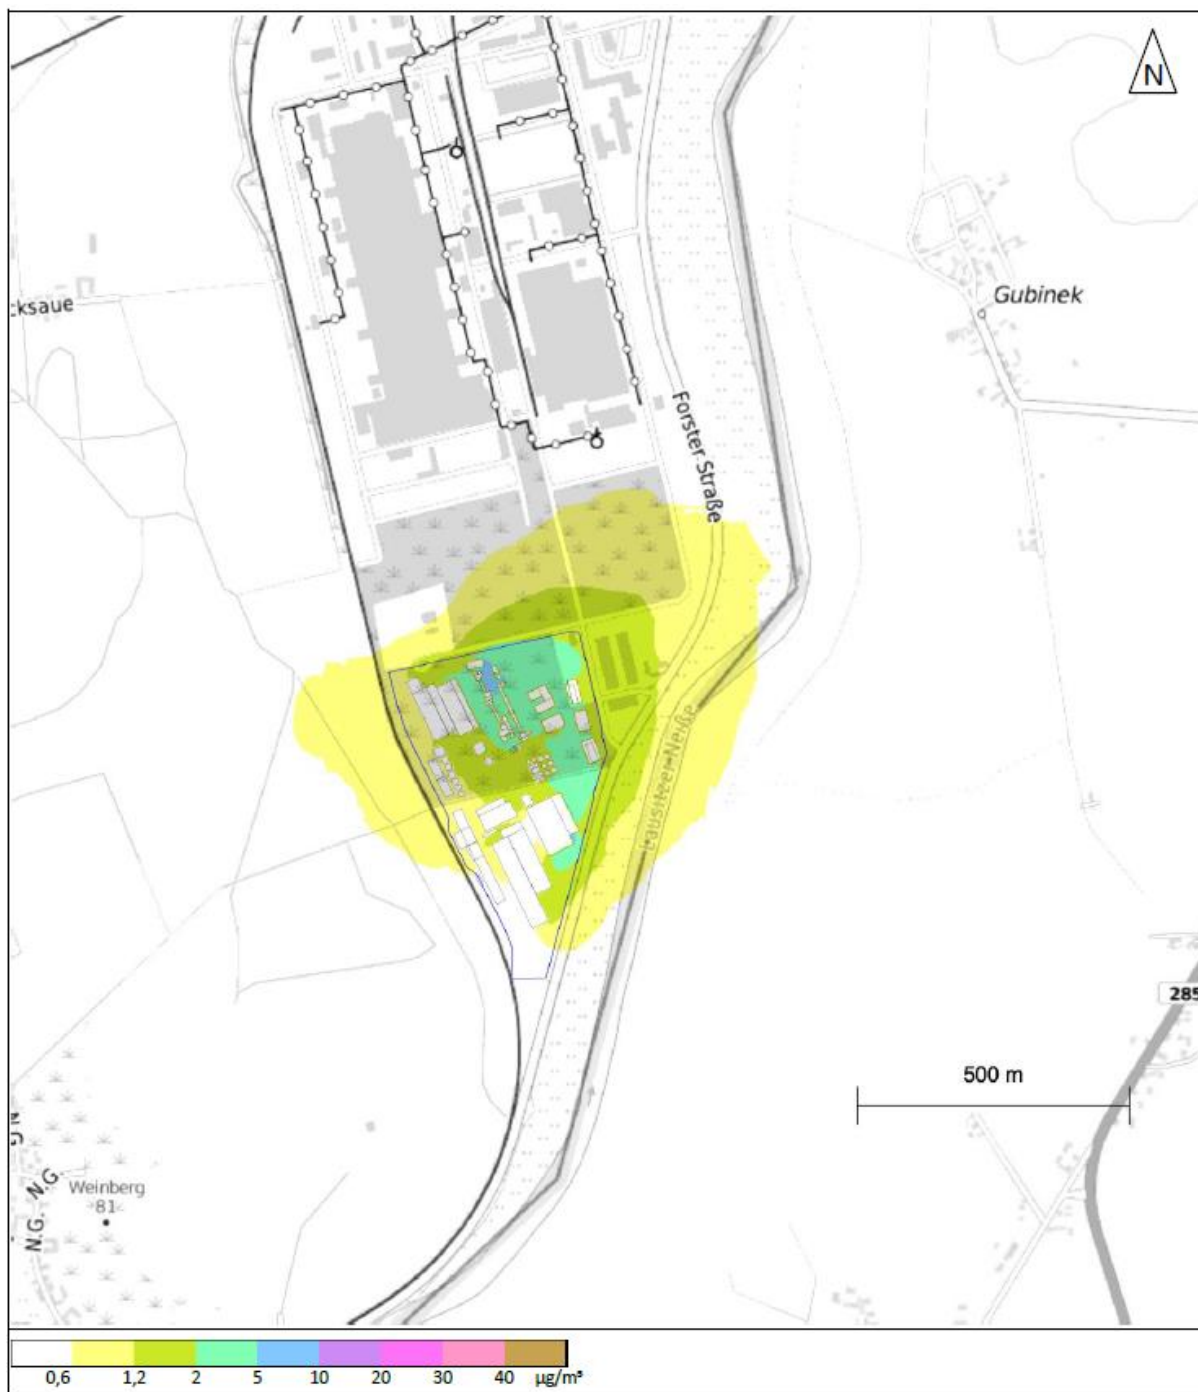 N
Gubinek
cksaue
Forster Straße
Lausitzer Neiße
285
500 m
N.G.
N.G.
Weinberg
81
0,6 1,2 2 5 10 20 30 40 µg/m³